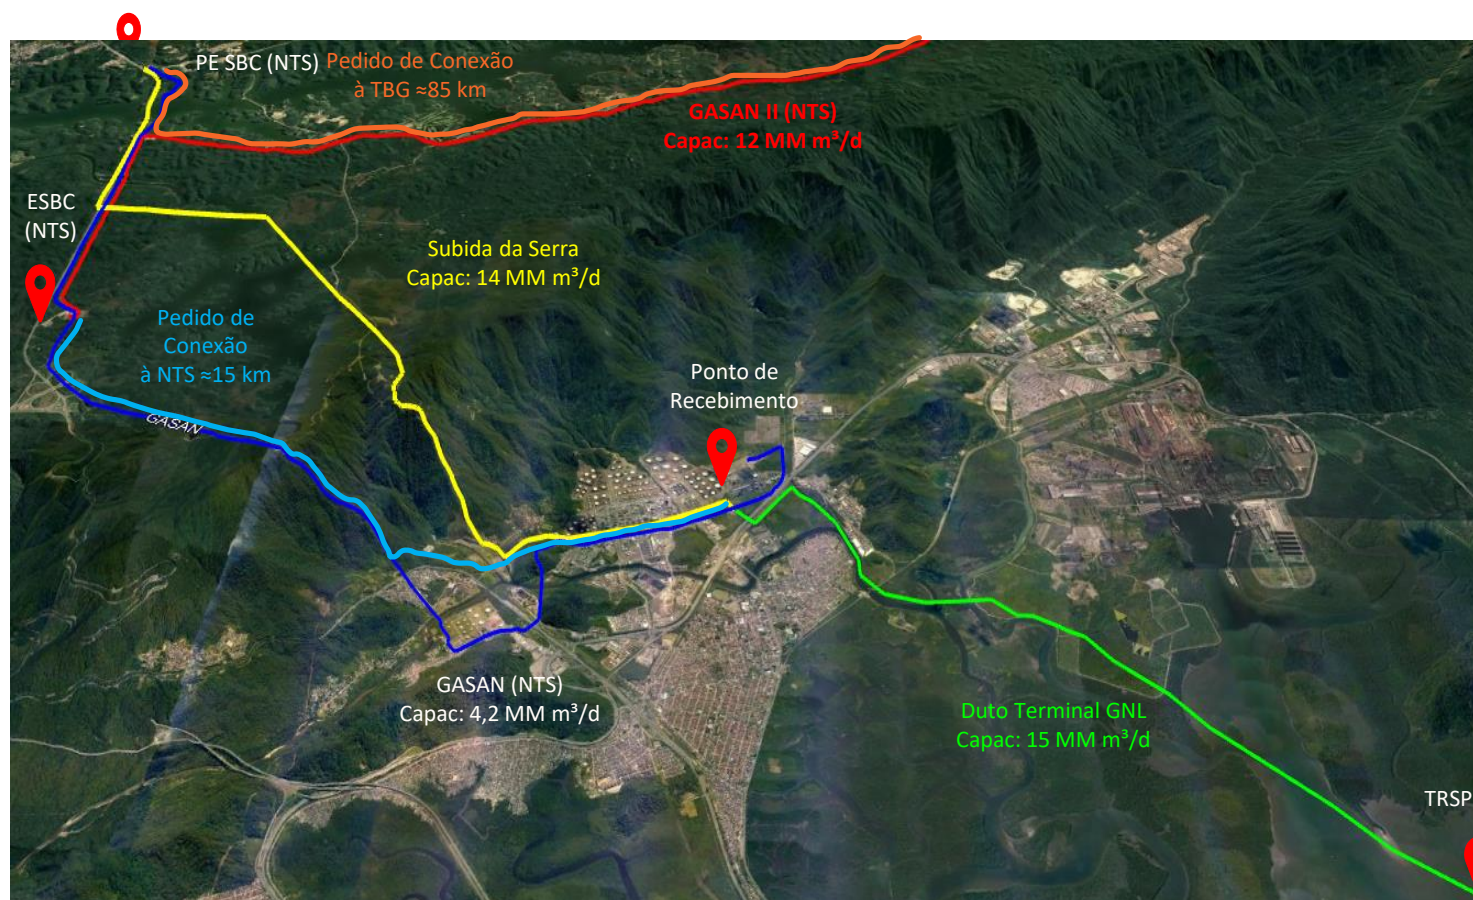 PE SBC (NTS)
Pedido de Conexão
à TBG ≈85 km
GASAN II (NTS)
Capac: 12 MM m³/d
ESBC
(NTS)
Subida da Serra
Capac: 14 MM m³/d
Pedido de
Conexão
à NTS ≈15 km
GASAN
Ponto de
Recebimento
GASAN (NTS)
Capac: 4,2 MM m³/d
Duto Terminal GNL
Capac: 15 MM m³/d
TRSP